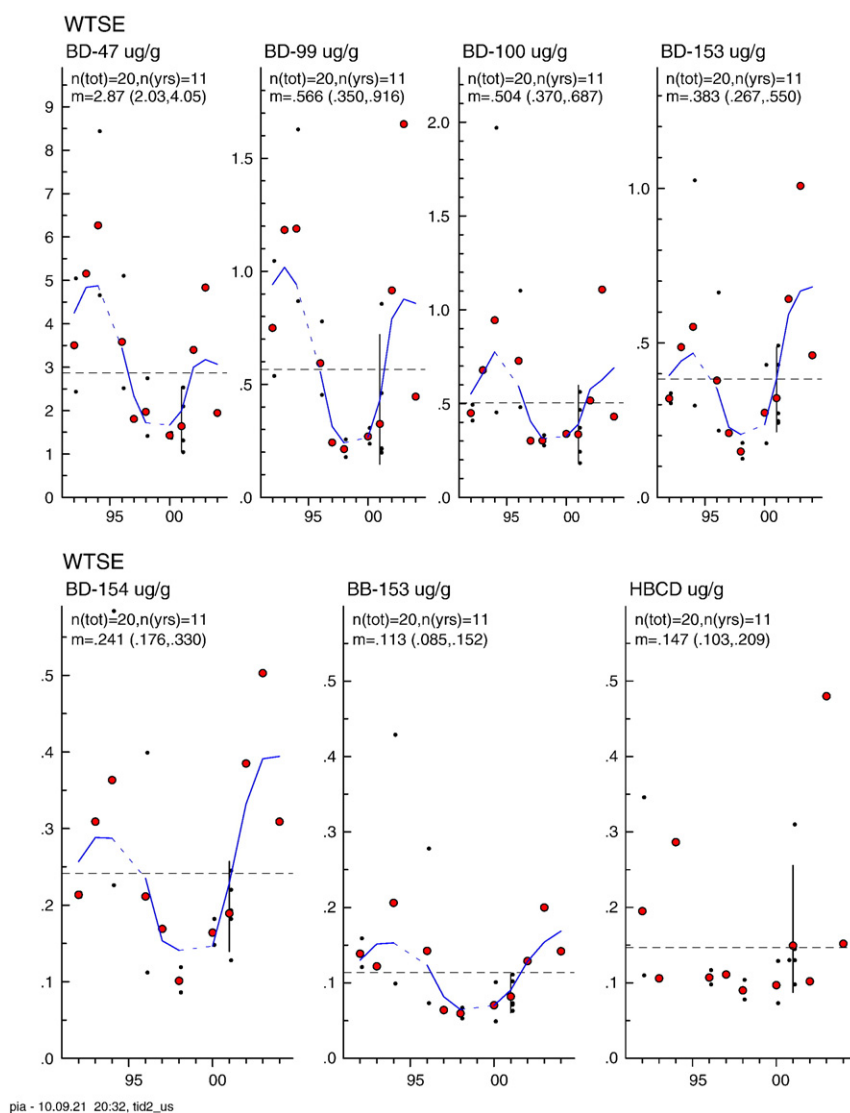 WTSE
BD-47 ug/g
n(tot)=20,n(yrs)=11
m=2.87 (2.03,4.05)
9
8
7
6
5
4
3
2
1
0
95 00
BD-99 ug/g
n(tot)=20,n(yrs)=11
m=.566 (.350,.916)
1.5
1.0
.5
.0
95 00
BD-100 ug/g
n(tot)=20,n(yrs)=11
m=.504 (.370,.687)
2.0
1.5
1.0
.5
.0
95 00
BD-153 ug/g
n(tot)=20,n(yrs)=11
m=.383 (.267,.550)
1.0
.5
.0
95 00
WTSE
BD-154 ug/g
n(tot)=20,n(yrs)=11
m=.241 (.176,.330)
.5
.4
.3
.2
.1
.0
95 00
BB-153 ug/g
n(tot)=20,n(yrs)=11
m=.113 (.085,.152)
.5
.4
.3
.2
.1
.0
95 00
HBCD ug/g
n(tot)=20,n(yrs)=11
m=.147 (.103,.209)
.5
.4
.3
.2
.1
.0
95 00
pia - 10.09.21 20:32, tid2_us